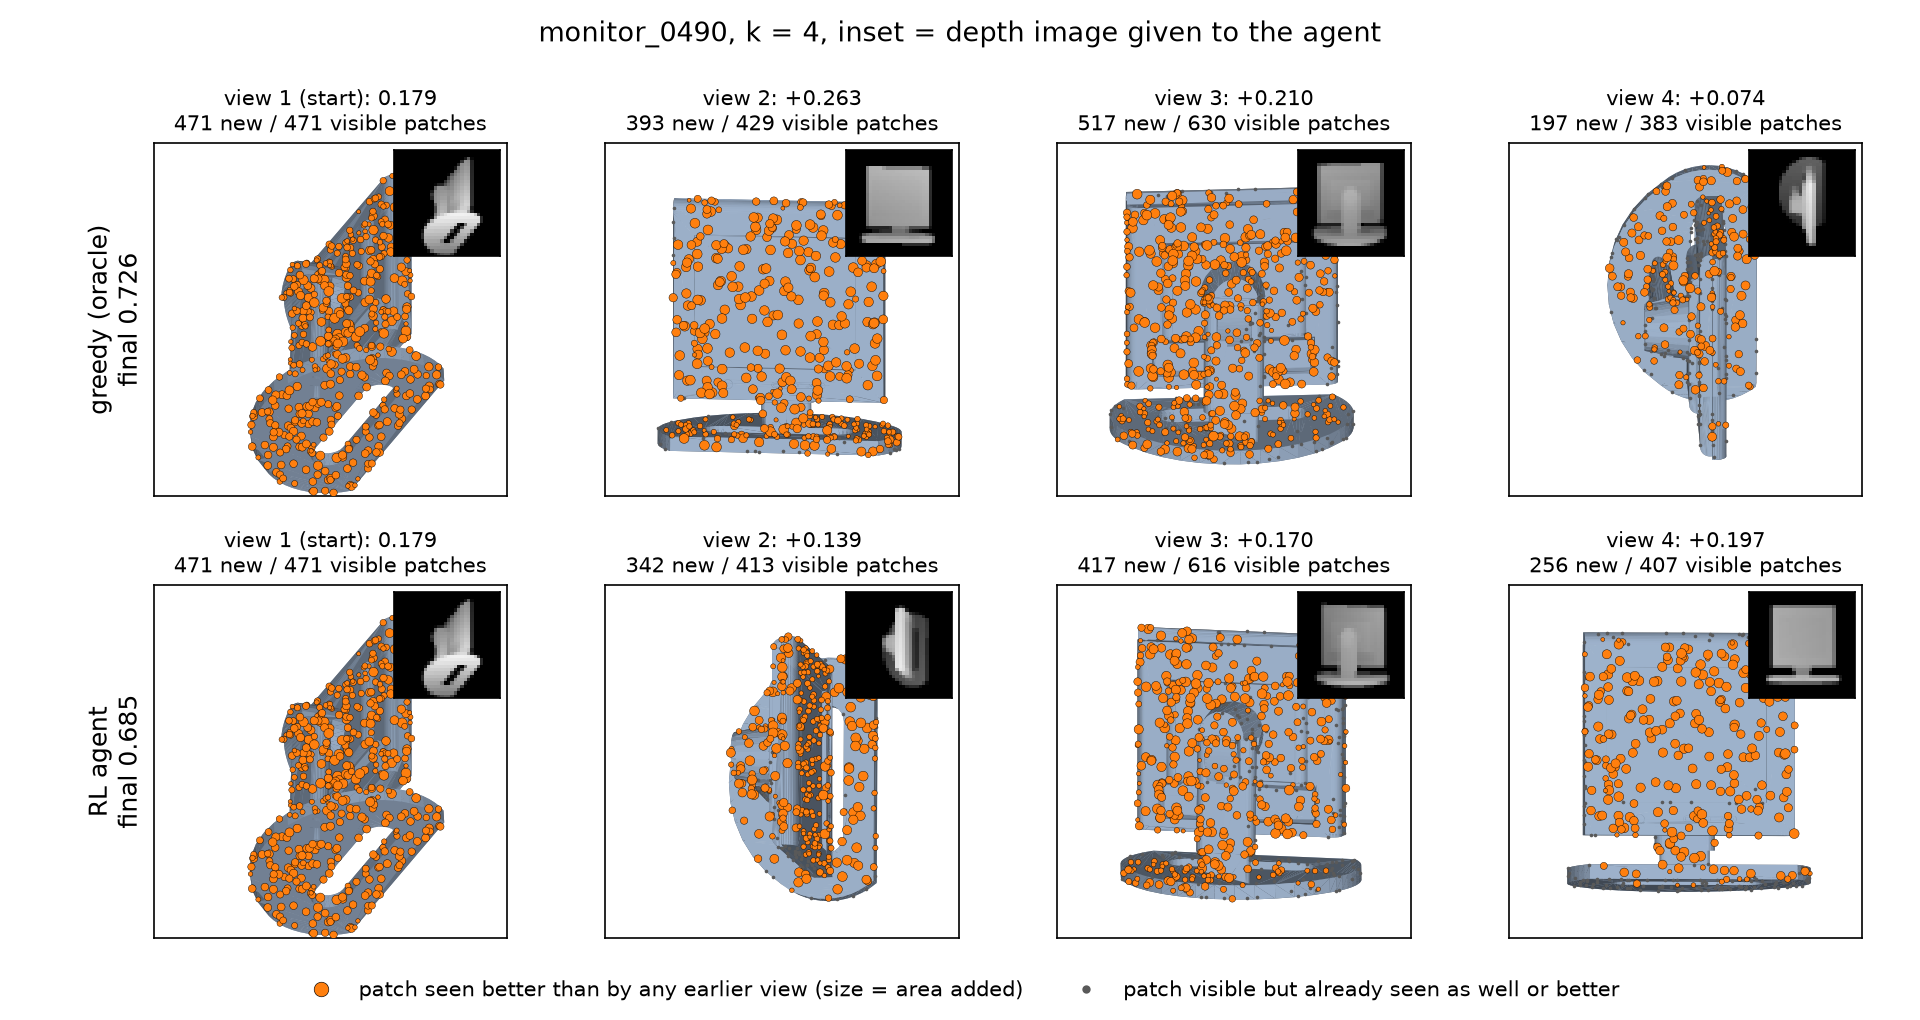 monitor_0490, k = 4, inset = depth image given to the agent
view 1 (start): 0.179
471 new / 471 visible patches
view 2: +0.263
393 new / 429 visible patches
view 3: +0.210
517 new / 630 visible patches
view 4: +0.074
197 new / 383 visible patches
greedy (oracle)
final 0.726
view 1 (start): 0.179
471 new / 471 visible patches
view 2: +0.139
342 new / 413 visible patches
view 3: +0.170
417 new / 616 visible patches
view 4: +0.197
256 new / 407 visible patches
RL agent
final 0.685
patch seen better than by any earlier view (size = area added)
patch visible but already seen as well or better